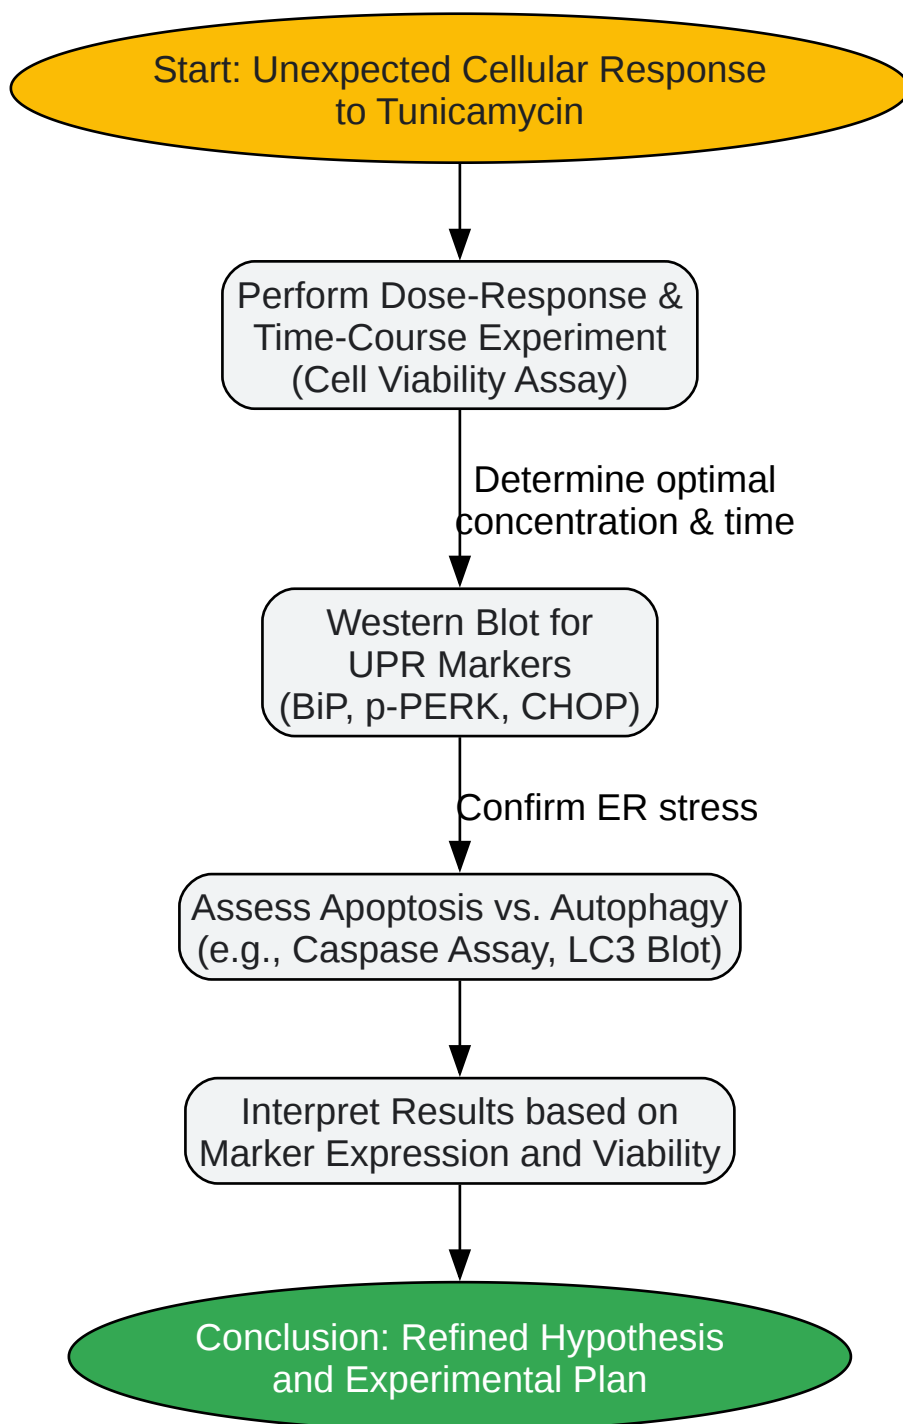 Start: Unexpected Cellular Response
to Tunicamycin
Perform Dose-Response &
Time-Course Experiment
(Cell Viability Assay)
Determine optimal
concentration & time
Western Blot for
UPR Markers
(BiP, p-PERK, CHOP)
Confirm ER stress
Assess Apoptosis vs. Autophagy
(e.g., Caspase Assay, LC3 Blot)
Interpret Results based on
Marker Expression and Viability
Conclusion: Refined Hypothesis
and Experimental Plan